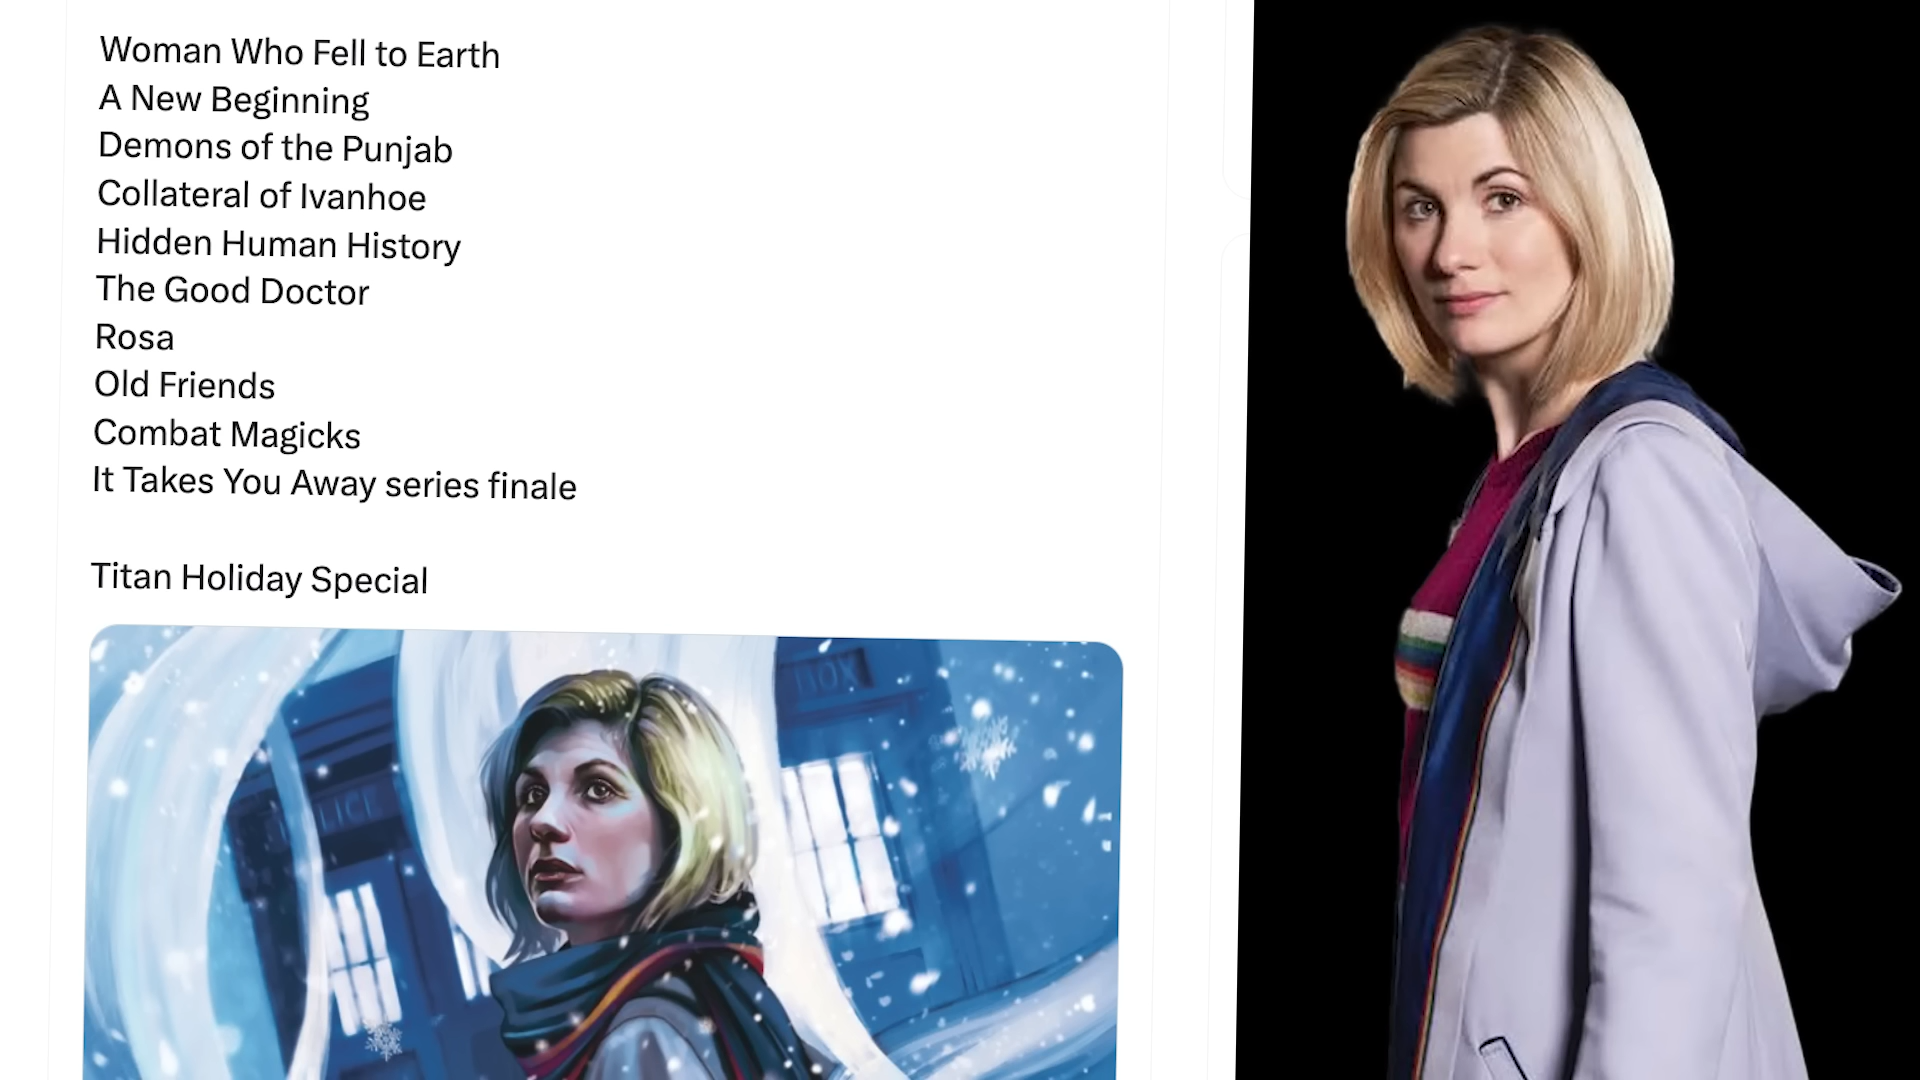 Woman Who Fell to Earth
A New Beginning
Demons of the Punjab
Collateral of Ivanhoe
Hidden Human History
The Good Doctor
Rosa
Old Friends
Combat Magicks
It Takes You Away series finale
Titan Holiday Special
BOX